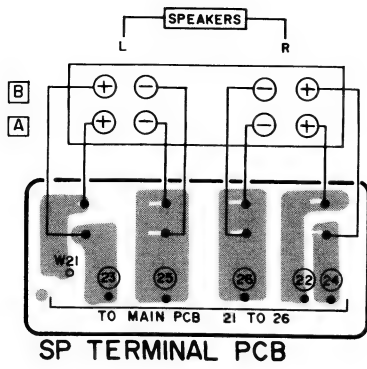 SPEAKERS
L R
B + − − +
A + − − +
W21
23 25 26 22 24
TO MAIN PCB 21 TO 26
SP TERMINAL PCB